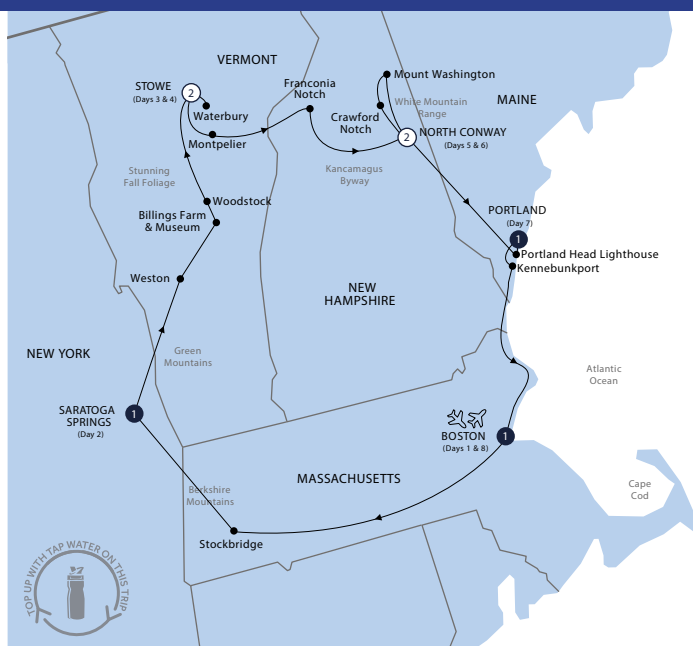 VERMONT
STOWE
(Days 3 & 4)
2
Waterbury
Montpelier
Franconia
Notch
Mount Washington
White Mountain
Range
Crawford
Notch
MAINE
2
NORTH CONWAY
(Days 5 & 6)
Kancamagus
Byway
Stunning
Fall Foliage
Woodstock
Billings Farm
& Museum
PORTLAND
(Day 7)
1
Portland Head Lighthouse
Kennebunkport
Weston
NEW
HAMPSHIRE
NEW YORK
Green
Mountains
Atlantic
Ocean
SARATOGA
SPRINGS
(Day 2)
1
BOSTON
(Days 1 & 8)
1
MASSACHUSETTS
Berkshire
Mountains
Cape
Cod
Stockbridge
TOP UP WITH TAP WATER ON THIS TRIP